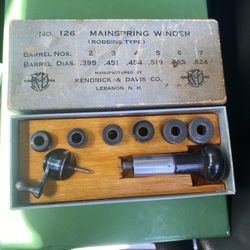 No. 126 MAINSPRING WINDER
(ROBBINS TYPE)
BARREL NOS. 2 3 4 5 6 7
BARREL DIAS. .395 .451 .494 .519 .585 .624
MANUFACTURED BY
KENDRICK & DAVIS CO.
LEBANON, N. H.